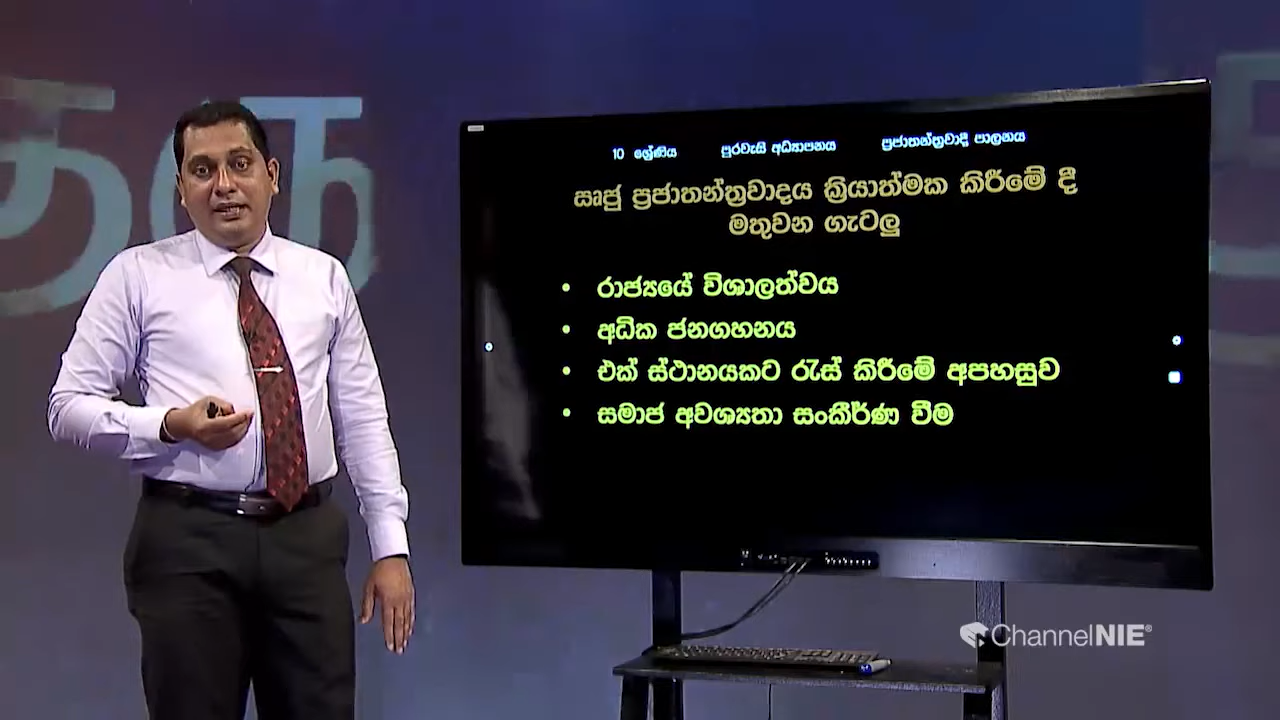 10 ශ්‍රේණිය පුරවැසි අධ්‍යාපනය ප්‍රජාතන්ත්‍රවාදී පාලනය
සෘජු ප්‍රජාතන්ත්‍රවාදය ක්‍රියාත්මක කිරීමේ දී
මතුවන ගැටලු
• රාජ්‍යයේ විශාලත්වය
• අධික ජනගහනය
• එක් ස්ථානයකට රැස් කිරීමේ අපහසුව
• සමාජ අවශ්‍යතා සංකීර්ණ වීම
ChannelNIE®